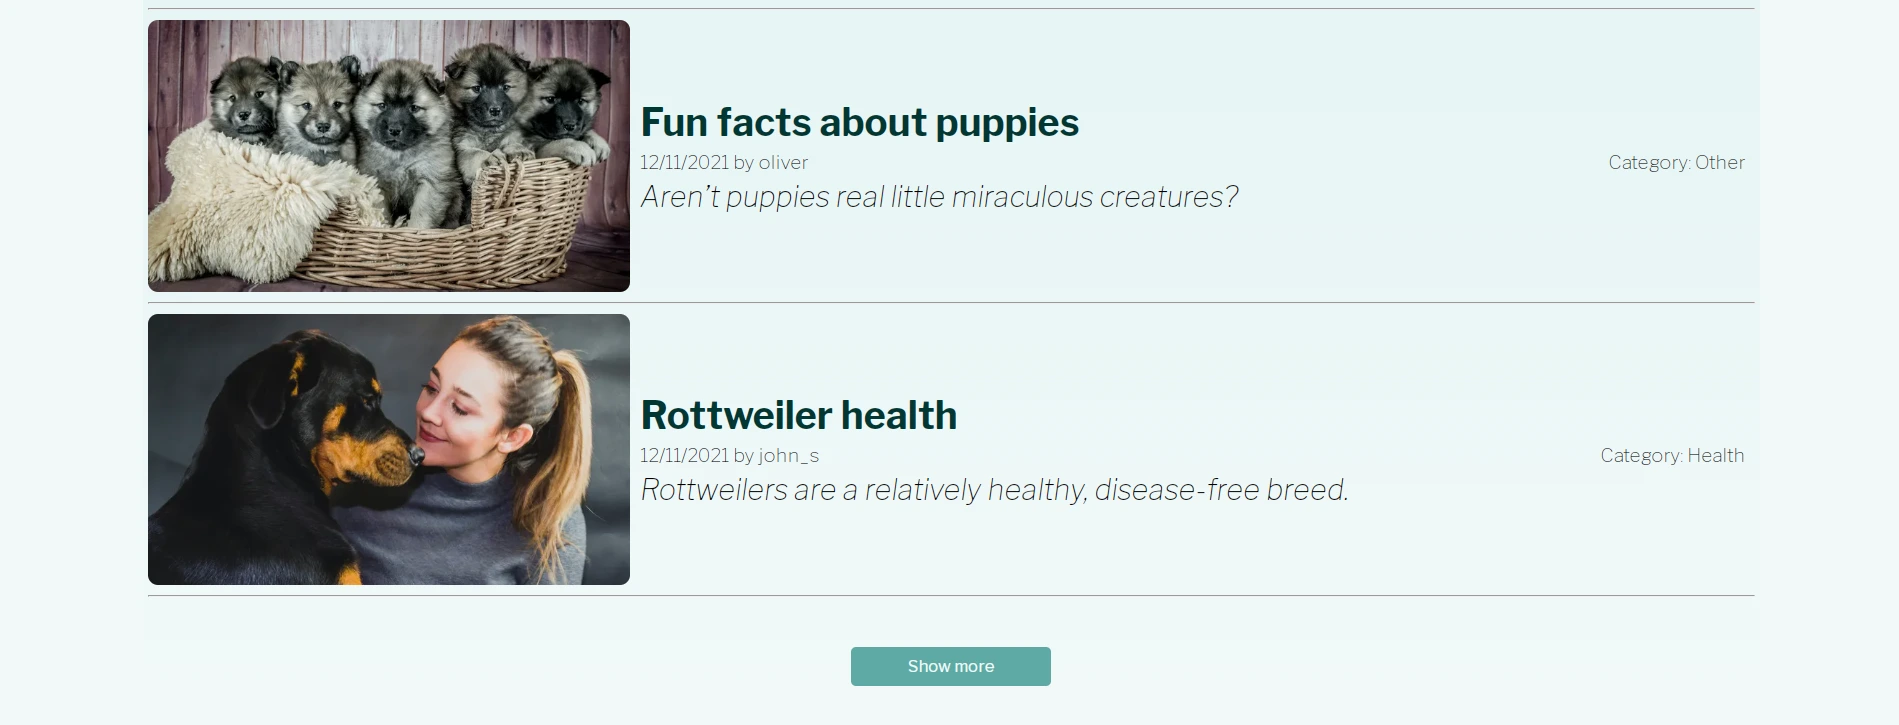 Fun facts about puppies
12/11/2021 by oliver
Category: Other
Aren’t puppies real little miraculous creatures?
Rottweiler health
12/11/2021 by john_s
Category: Health
Rottweilers are a relatively healthy, disease-free breed.
Show more